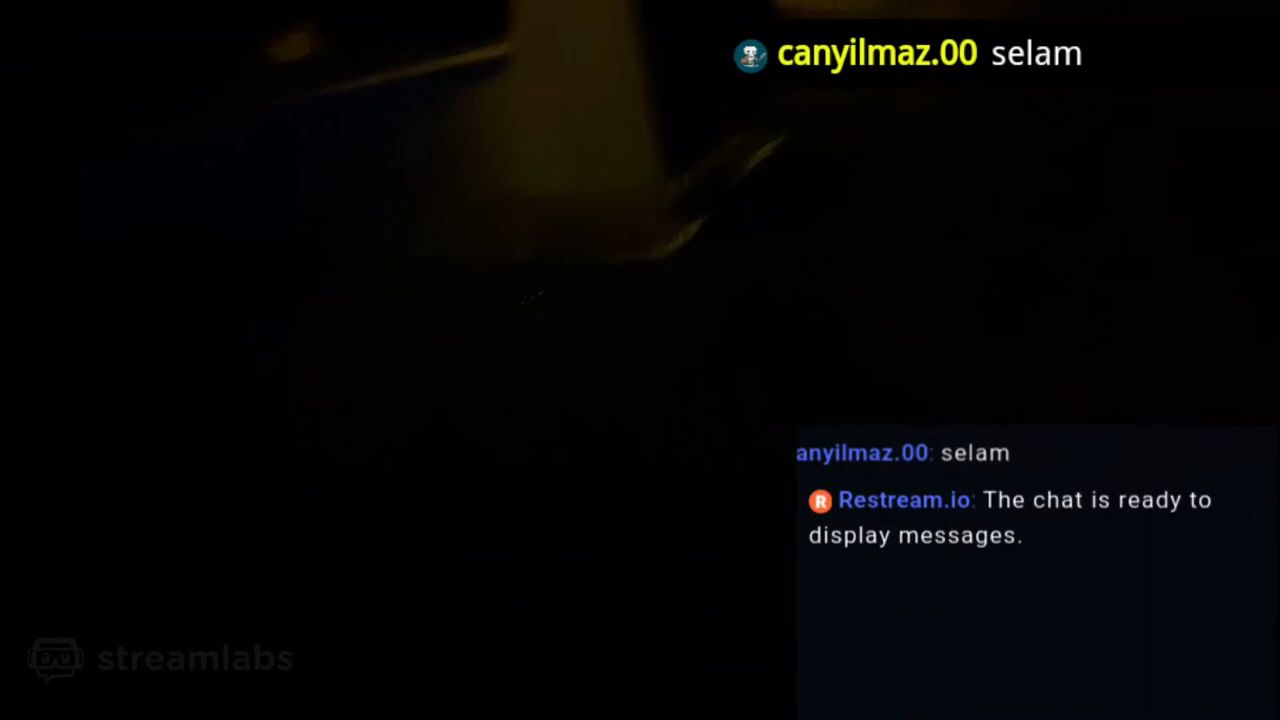 canyilmaz.00 selam
anyilmaz.00: selam
R Restream.io: The chat is ready to
display messages.
streamlabs